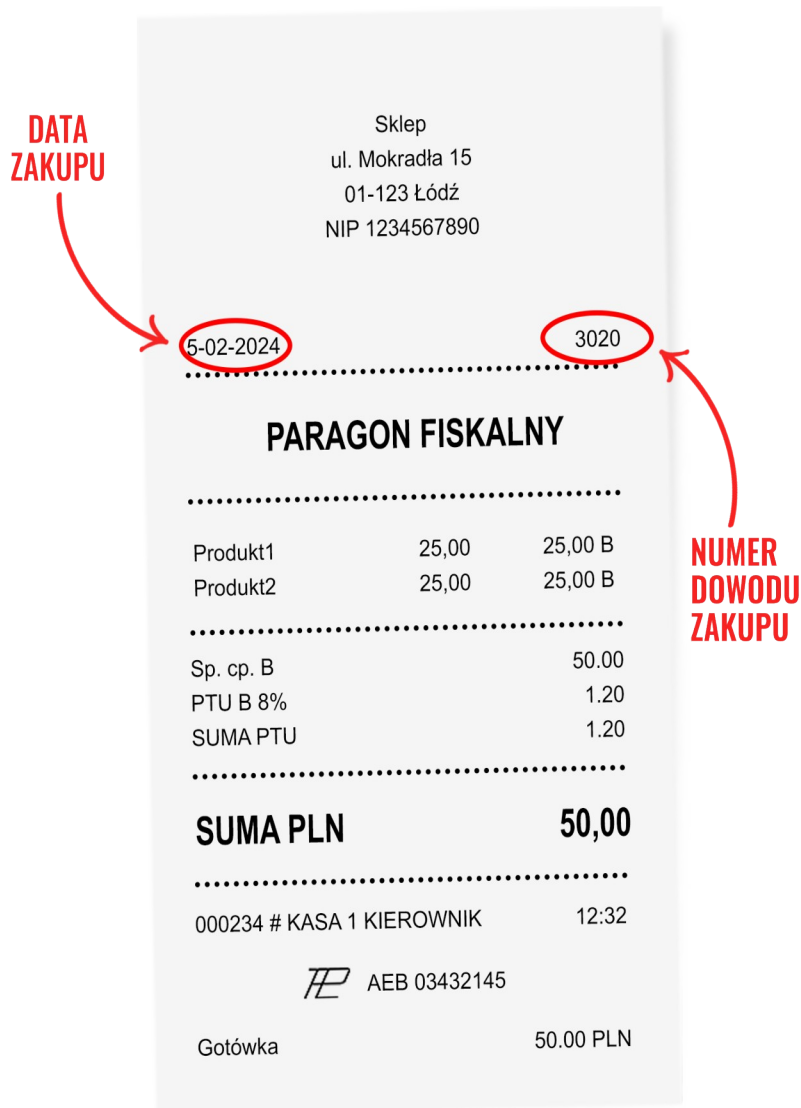 DATA
ZAKUPU
Sklep
ul. Mokradła 15
01-123 Łódź
NIP 1234567890
5-02-2024 3020
PARAGON FISKALNY
Produkt1 25,00 25,00 B
Produkt2 25,00 25,00 B
NUMER
DOWODU
ZAKUPU
Sp. cp. B 50.00
PTU B 8% 1.20
SUMA PTU 1.20
SUMA PLN 50,00
000234 # KASA 1 KIEROWNIK 12:32
AEB 03432145
Gotówka 50.00 PLN